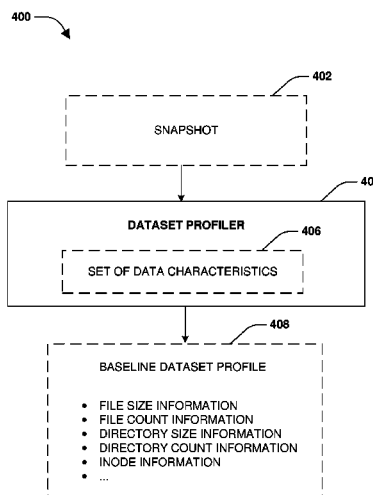 400
402
SNAPSHOT
40
DATASET PROFILER
406
SET OF DATA CHARACTERISTICS
408
BASELINE DATASET PROFILE
• FILE SIZE INFORMATION
• FILE COUNT INFORMATION
• DIRECTORY SIZE INFORMATION
• DIRECTORY COUNT INFORMATION
• INODE INFORMATION
• ...